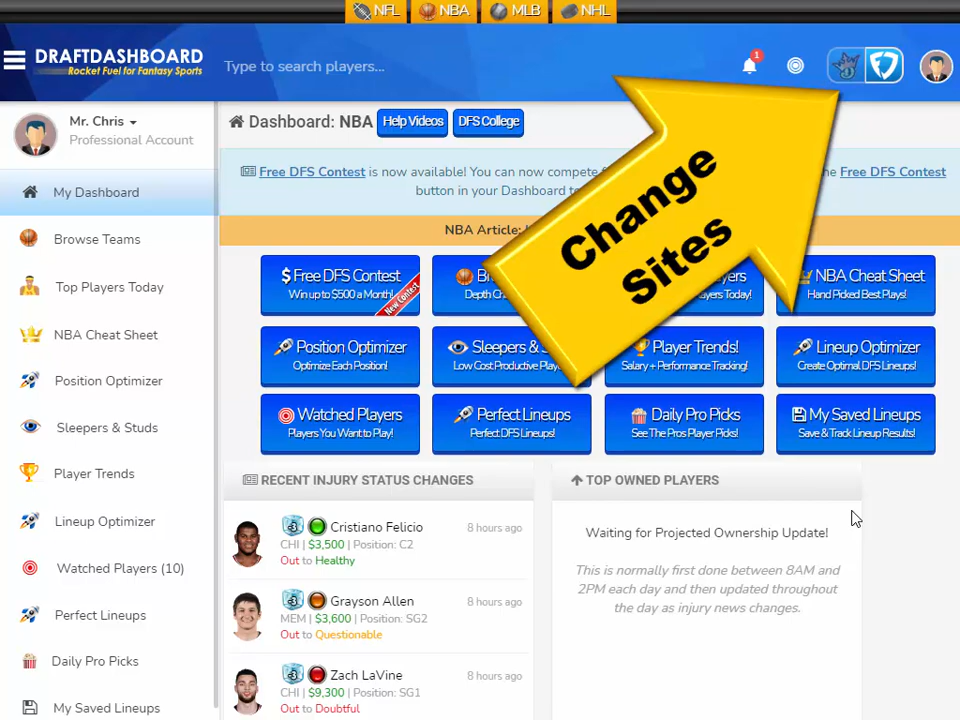 NFL NBA MLB NHL
DRAFTDASHBOARD
Rocket Fuel for Fantasy Sports
Type to search players...
1
Mr. Chris
Professional Account
My Dashboard
Browse Teams
Top Players Today
NBA Cheat Sheet
Position Optimizer
Sleepers & Studs
Player Trends
Lineup Optimizer
Watched Players (10)
Perfect Lineups
Daily Pro Picks
My Saved Lineups
Dashboard: NBA Help Videos DFS College
Free DFS Contest is now available! You can now compete Free DFS Contest
button in your Dashboard
NBA Article:
Change
Sites
$ Free DFS Contest
Win up to $500 a Month!
New Contest
Depth
NBA Cheat Sheet
Hand Picked Best Plays!
Position Optimizer
Optimize Each Position!
Sleepers &
Low Cost Productive
Player Trends!
Salary + Performance Tracking!
Lineup Optimizer
Create Optimal DFS Lineups!
Watched Players
Players You Want to Play!
Perfect Lineups
Perfect DFS Lineups!
Daily Pro Picks
See The Pros Player Picks!
My Saved Lineups
Save & Track Lineup Results!
RECENT INJURY STATUS CHANGES
Cristiano Felicio 8 hours ago
CHI | $3,500 | Position: C2
Out to Healthy
Grayson Allen 8 hours ago
MEM | $3,600 | Position: SG2
Out to Questionable
Zach LaVine 8 hours ago
CHI | $9,300 | Position: SG1
Out to Doubtful
TOP OWNED PLAYERS
Waiting for Projected Ownership Update!
This is normally first done between 8AM and
2PM each day and then updated throughout
the day as injury news changes.